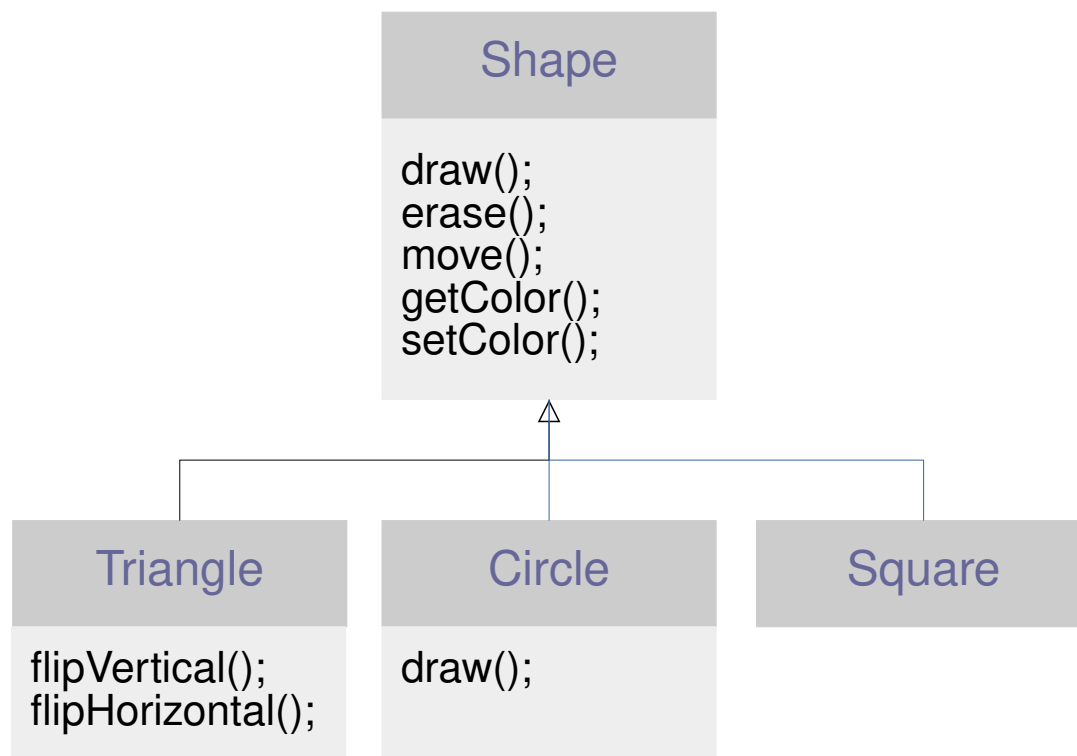 Shape
draw();
erase();
move();
getColor();
setColor();
Triangle
flipVertical();
flipHorizontal();
Circle
draw();
Square